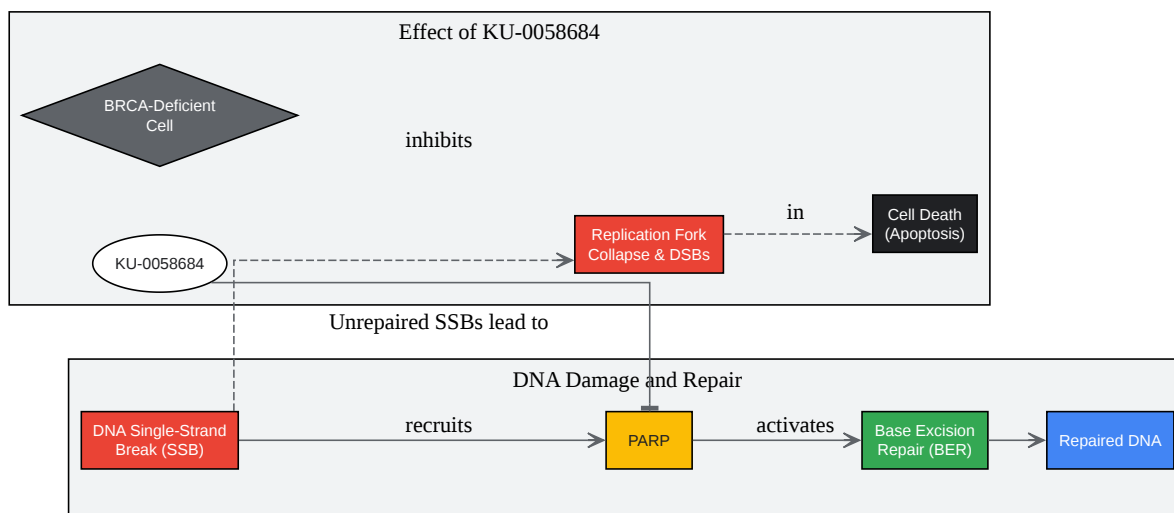 Effect of KU-0058684
BRCA-Deficient
Cell
inhibits
in
Cell Death
(Apoptosis)
Replication Fork
Collapse & DSBs
KU-0058684
Unrepaired SSBs lead to
DNA Damage and Repair
DNA Single-Strand
Break (SSB)
recruits
PARP
activates
Base Excision
Repair (BER)
Repaired DNA